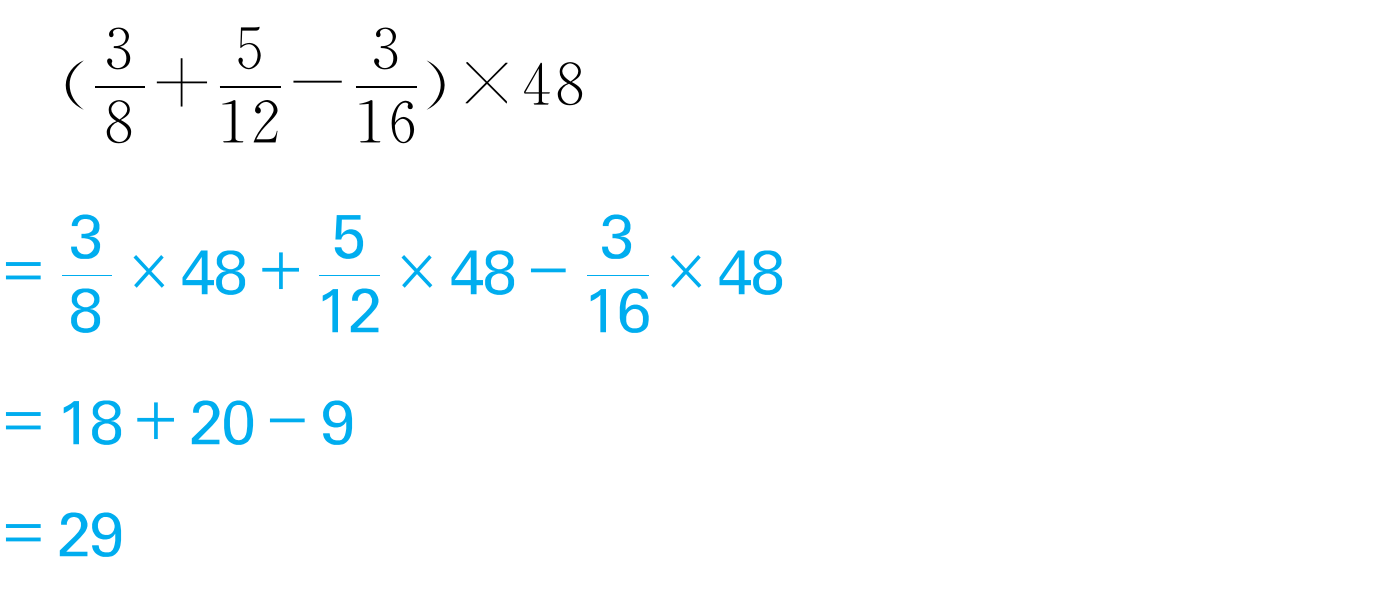 (3/8+5/12−3/16)×48
= 3/8 × 48 + 5/12 × 48 − 3/16 × 48
= 18 + 20 − 9
= 29